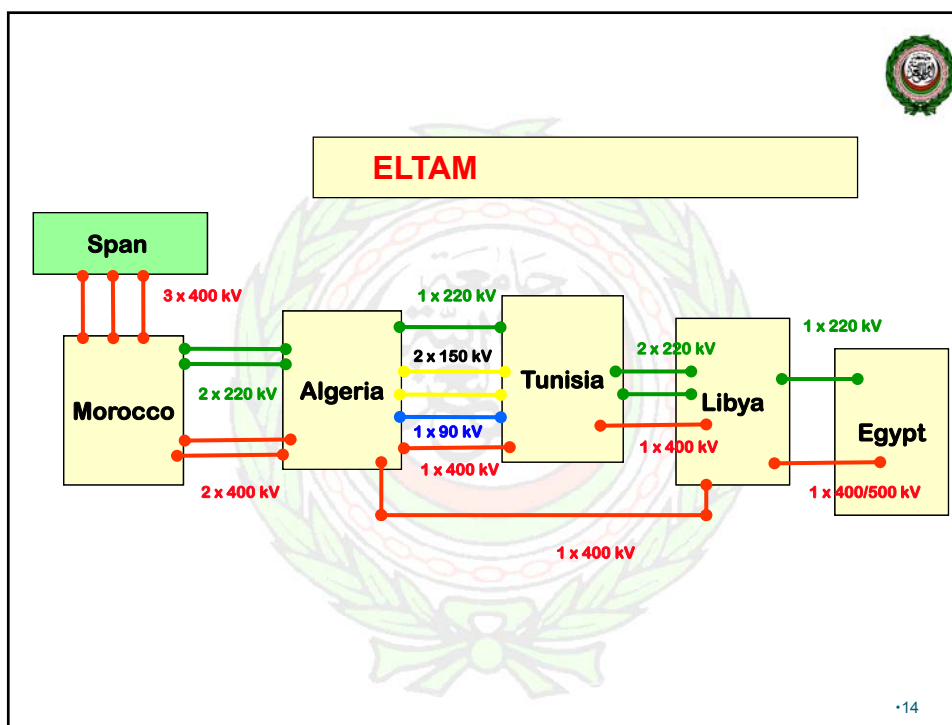 ELTAM
Span
3 x 400 kV
1 x 220 kV
1 x 220 kV
2 x 150 kV
2 x 220 kV
Algeria
Tunisia
Morocco
2 x 220 kV
Libya
Egypt
1 x 90 kV
1 x 400 kV
1 x 400 kV
2 x 400 kV
1 x 400/500 kV
1 x 400 kV
•14